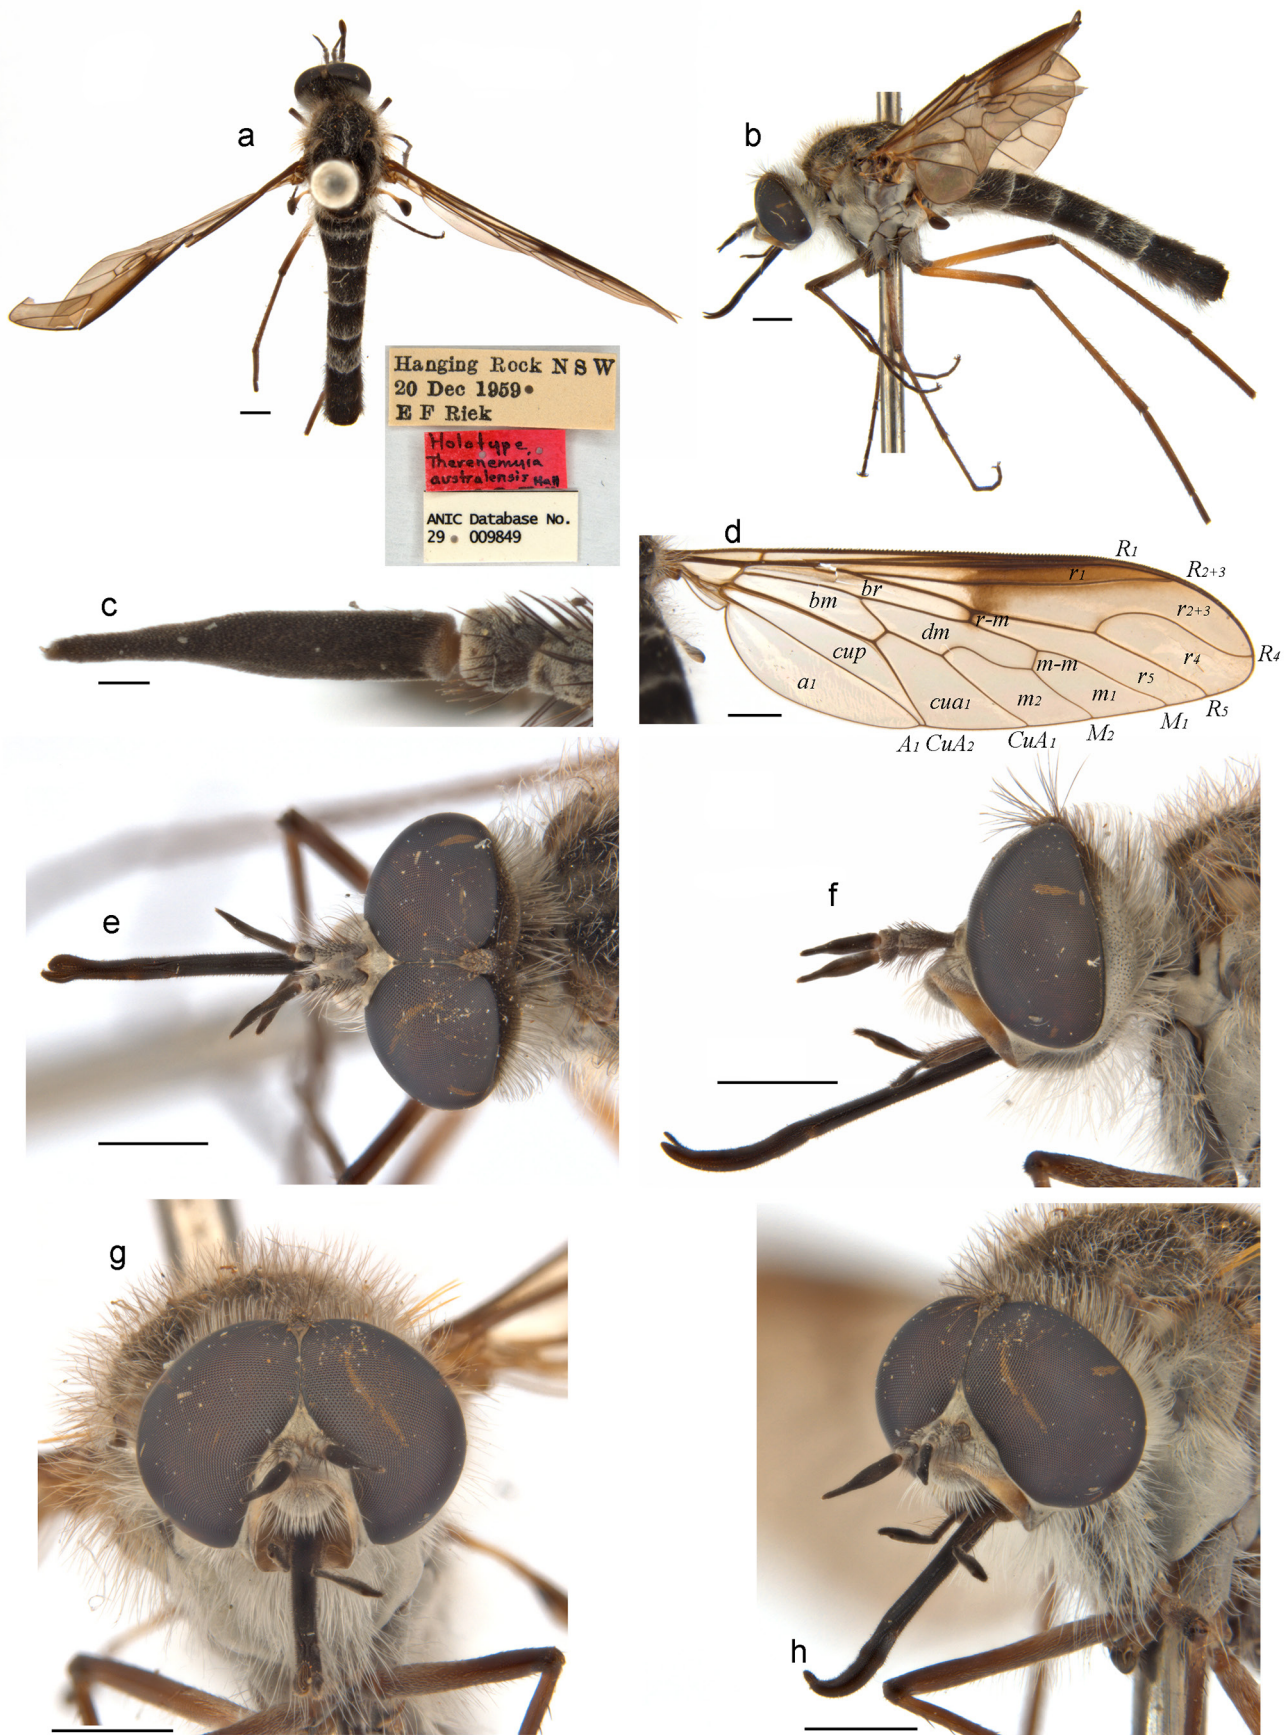 a
b
Hanging Rock N S W
20 Dec 1959
E F Riek
Holotype,
Therenemyia
australensis Hall
ANIC Database No.
29 009849
c
d
R1
R2+3
r1
r2+3
br
bm
r-m
dm
R4
r4
cup
m-m
r5
a1
m1
cua1
m2
R5
M1
M2
A1 CuA2 CuA1
e
f
g
h